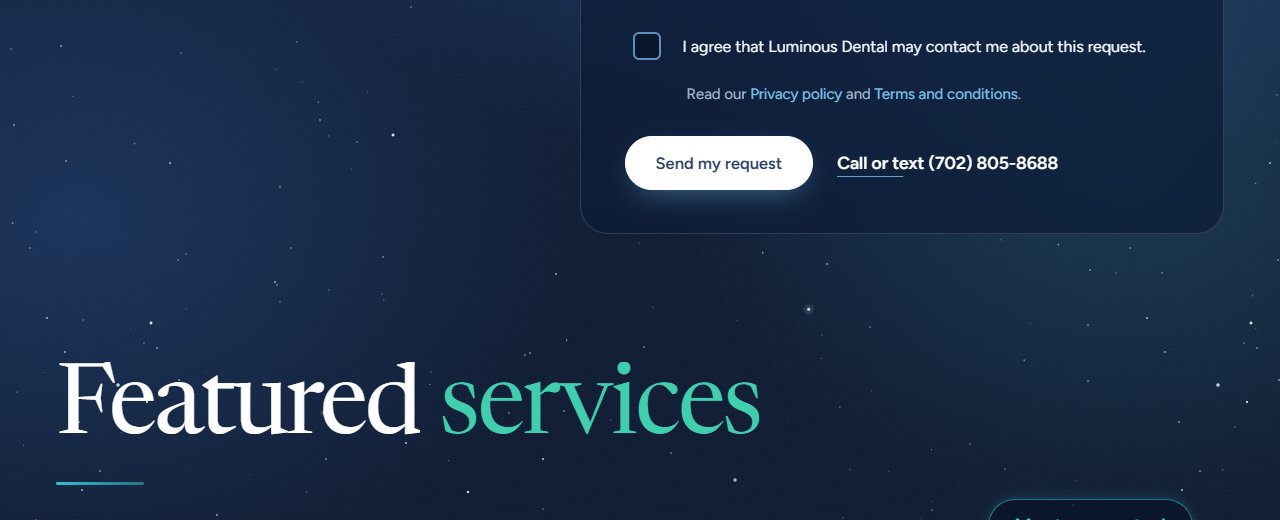 I agree that Luminous Dental may contact me about this request.
Read our Privacy policy and Terms and conditions.
Send my request
Call or text (702) 805-8688
Featured services